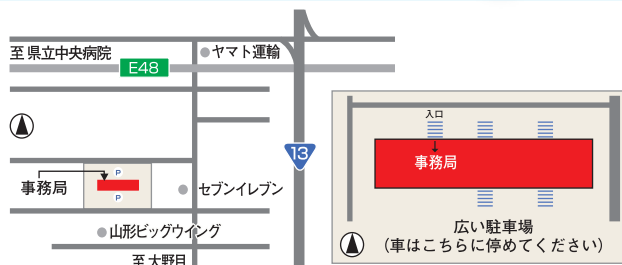 至 県立中央病院
ヤマト運輸
E48
13
P
事務局
P
セブンイレブン
山形ビッグウイング
至 大野目
入口
事務局
広い駐車場
(車はこちらに停めてください)